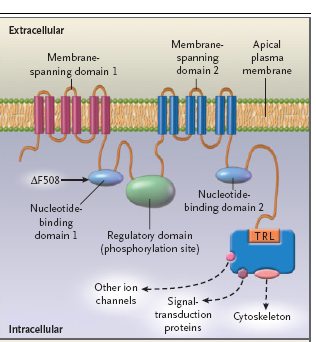 Extracellular
Membrane-
spanning domain 1
Membrane-
spanning
domain 2
Apical
plasma
membrane
ΔF508
Nucleotide-
binding
domain 1
Regulatory domain
(phosphorylation site)
Nucleotide-
binding domain 2
TRL
Other ion
channels
Signal-
transduction
proteins
Cytoskeleton
Intracellular